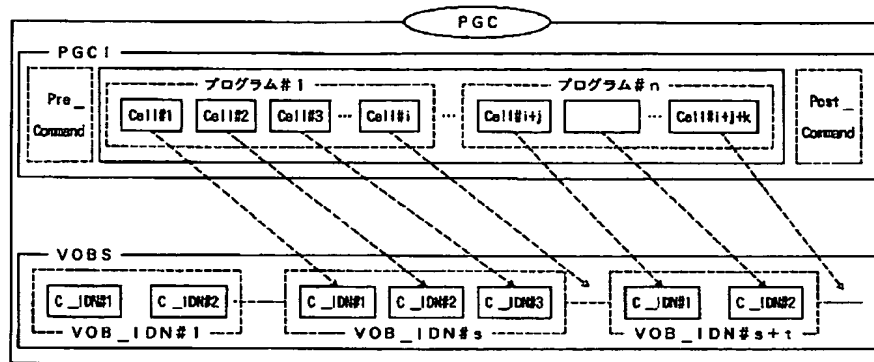 PGC
PGCI
プログラム#1
プログラム#n
Pre_
Command
Cell#1 Cell#2 Cell#3 … Cell#i … Cell#i+j … Cell#i+j+k
Post_
Command
VOBS
C_IDN#1 C_IDN#2 C_IDN#1 C_IDN#2 C_IDN#3 C_IDN#1 C_IDN#2
VOB_IDN#1 VOB_IDN#s VOB_IDN#s+t